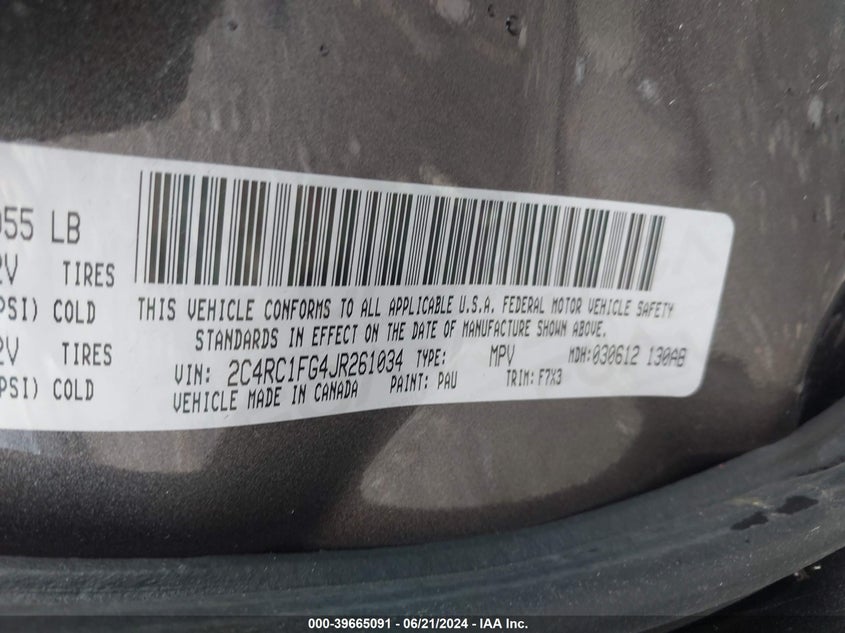 055 LB
2V TIRES
PSI) COLD
2V TIRES
PSI) COLD
THIS VEHICLE CONFORMS TO ALL APPLICABLE U.S.A. FEDERAL MOTOR VEHICLE SAFETY
STANDARDS IN EFFECT ON THE DATE OF MANUFACTURE SHOWN ABOVE.
VIN: 2C4RC1FG4JR261034 TYPE: MPV MDH:030612 130AB
VEHICLE MADE IN CANADA PAINT: PAU TRIM: F7X3
000-39665091 - 06/21/2024 - IAA Inc.